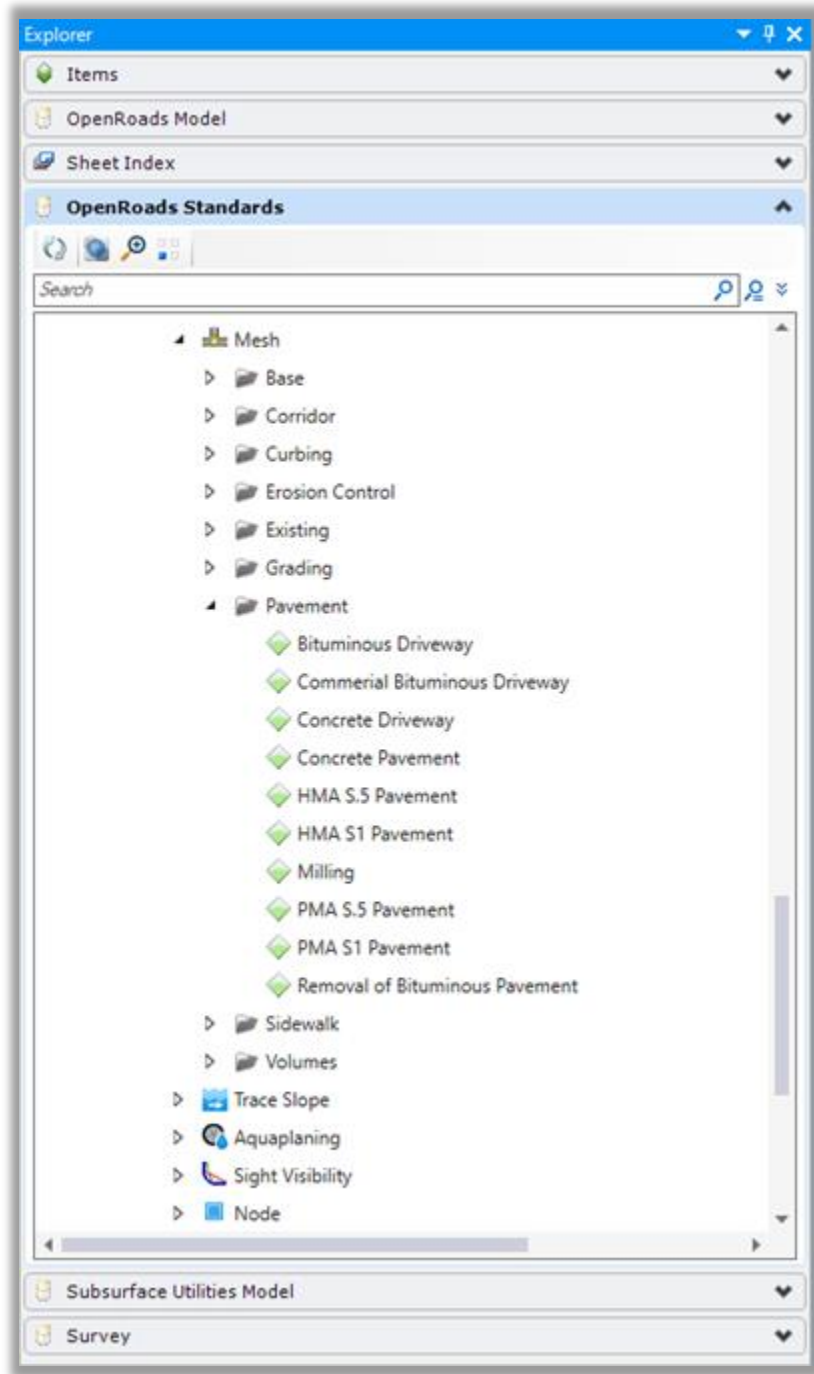 Explorer
Items
OpenRoads Model
Sheet Index
OpenRoads Standards
Search
Mesh
Base
Corridor
Curbing
Erosion Control
Existing
Grading
Pavement
Bituminous Driveway
Commerial Bituminous Driveway
Concrete Driveway
Concrete Pavement
HMA S.5 Pavement
HMA S1 Pavement
Milling
PMA S.5 Pavement
PMA S1 Pavement
Removal of Bituminous Pavement
Sidewalk
Volumes
Trace Slope
Aquaplaning
Sight Visibility
Node
Subsurface Utilities Model
Survey